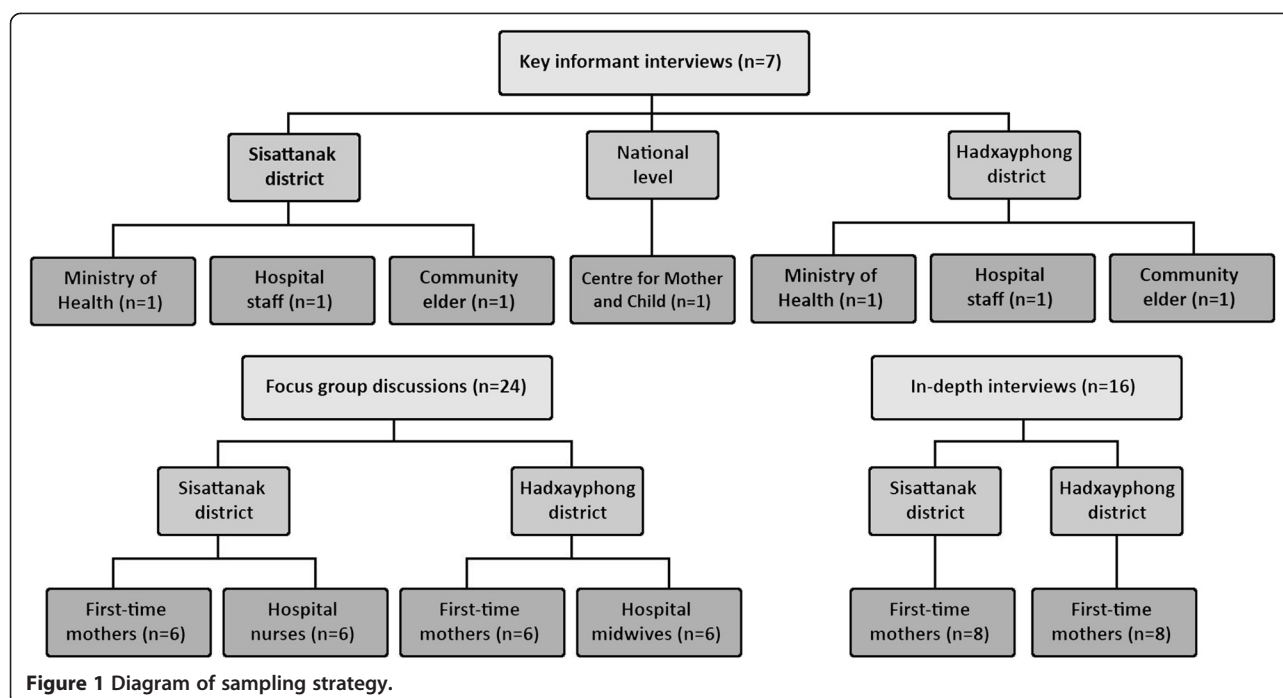 Key informant interviews (n=7)
Sisattanak
district
National
level
Hadxayphong
district
Ministry of
Health (n=1)
Hospital
staff (n=1)
Community
elder (n=1)
Centre for Mother
and Child (n=1)
Ministry of
Health (n=1)
Hospital
staff (n=1)
Community
elder (n=1)
Focus group discussions (n=24)
Sisattanak
district
Hadxayphong
district
First-time
mothers (n=6)
Hospital
nurses (n=6)
First-time
mothers (n=6)
Hospital
midwives (n=6)
In-depth interviews (n=16)
Sisattanak
district
Hadxayphong
district
First-time
mothers (n=8)
First-time
mothers (n=8)
Figure 1 Diagram of sampling strategy.